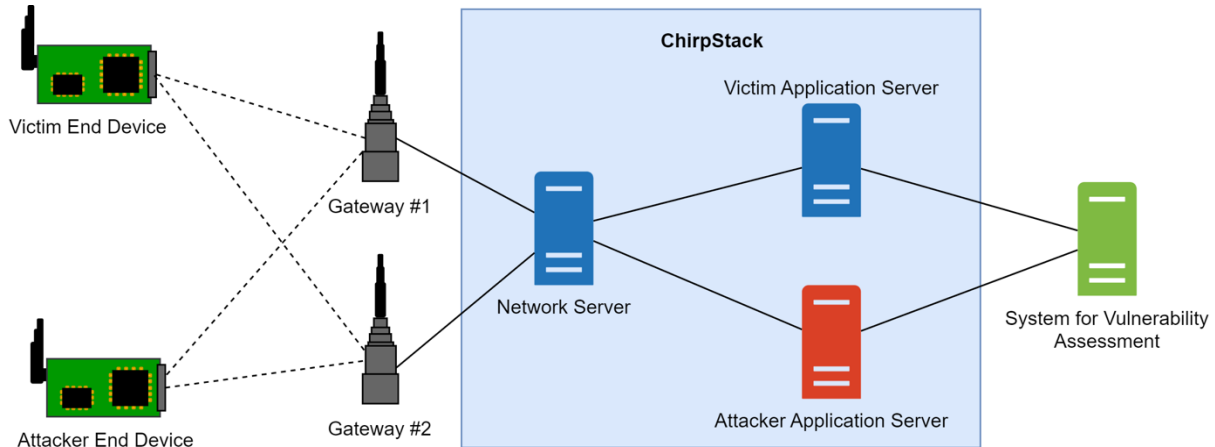 ChirpStack
Victim Application Server
Victim End Device
Gateway #1
Network Server
System for Vulnerability
Assessment
Attacker End Device
Gateway #2
Attacker Application Server